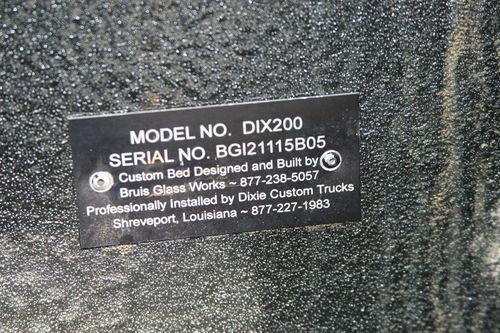 MODEL NO. DIX200
SERIAL NO. BGI21115B05
Custom Bed Designed and Built by
Bruis Glass Works ~ 877-238-5057
Professionally Installed by Dixie Custom Trucks
Shreveport, Louisiana ~ 877-227-1983